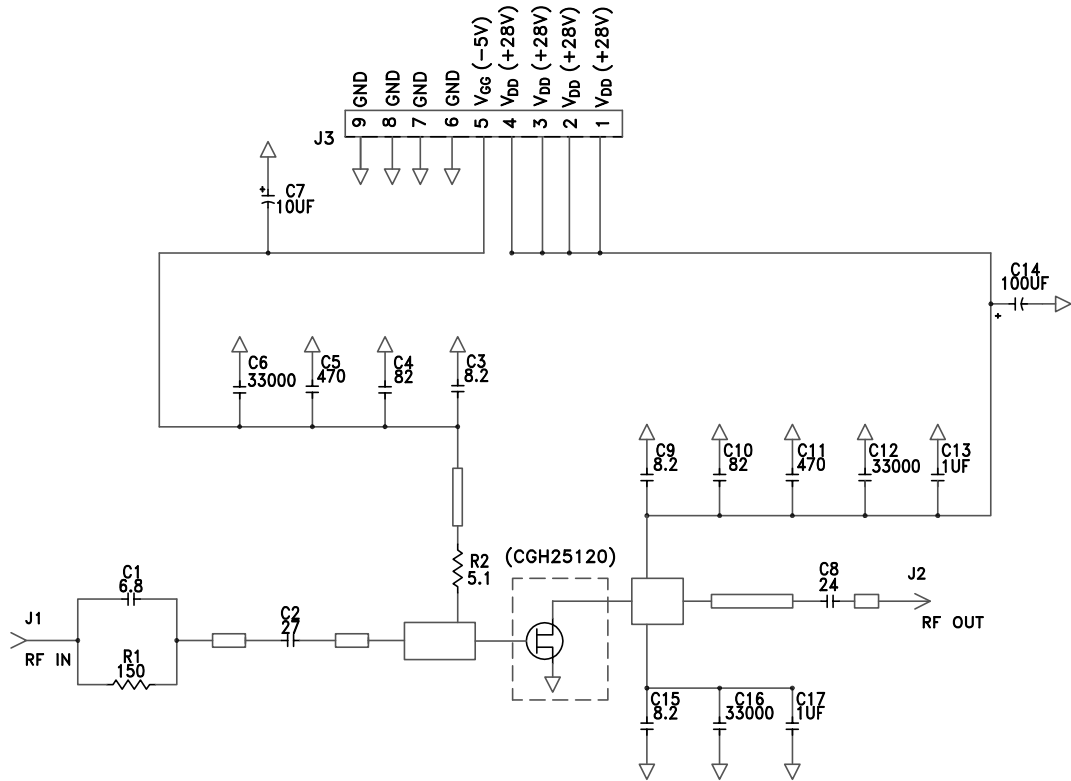 J3
9 GND
8 GND
7 GND
6 GND
5 VGG (-5V)
4 VDD (+28V)
3 VDD (+28V)
2 VDD (+28V)
1 VDD (+28V)
+
C7
10UF
C14
100UF
+
C6
33000
C5
470
C4
82
C3
8.2
C9
8.2
C10
82
C11
470
C12
33000
C13
1UF
R2
5.1
(CGH25120)
C1
6.8
J1
RF IN
R1
150
C2
27
C8
24
J2
RF OUT
C15
8.2
C16
33000
C17
1UF